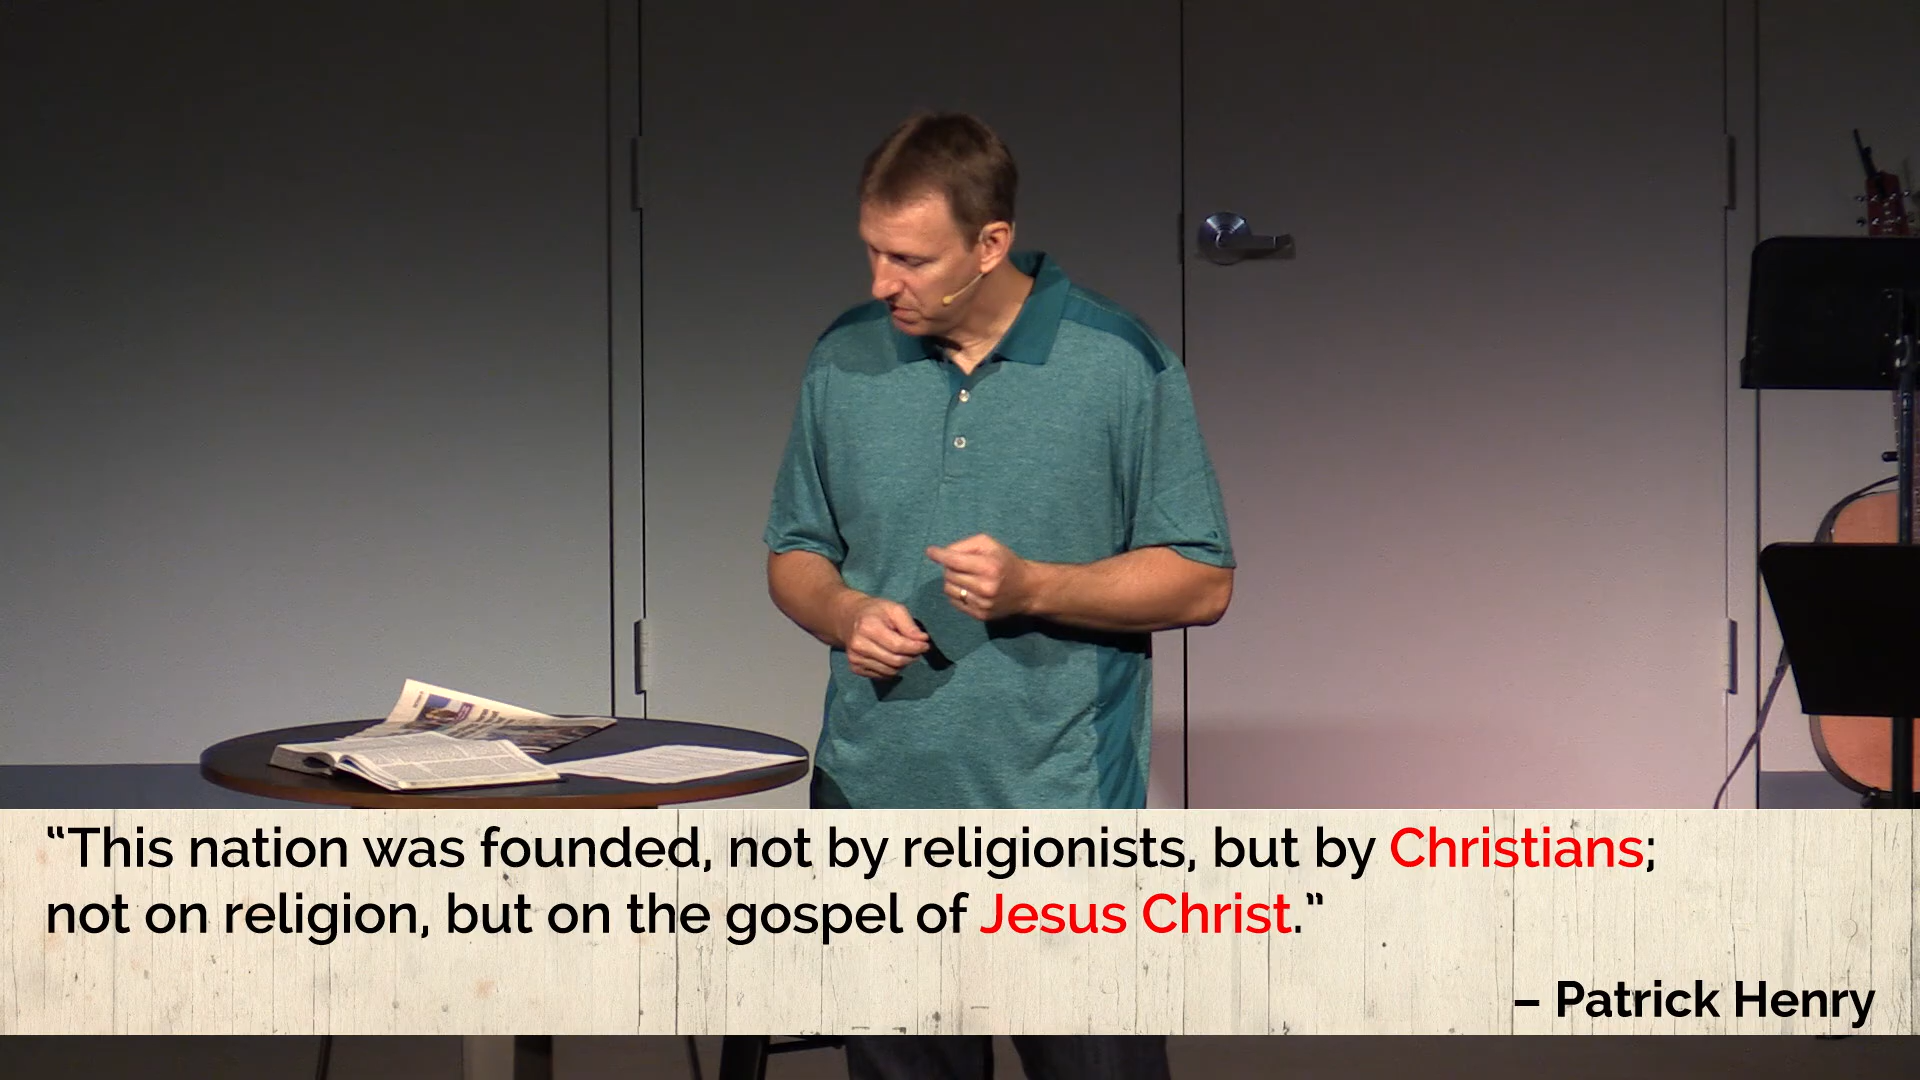 “This nation was founded, not by religionists, but by Christians;
not on religion, but on the gospel of Jesus Christ.”
– Patrick Henry